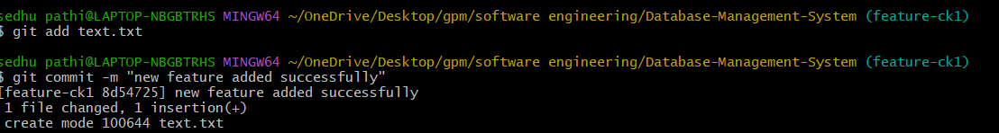 sedhu pathi@LAPTOP-NBGBTRHS MINGW64 ~/OneDrive/Desktop/gpm/software engineering/Database-Management-System (feature-ck1)
$ git add text.txt
sedhu pathi@LAPTOP-NBGBTRHS MINGW64 ~/OneDrive/Desktop/gpm/software engineering/Database-Management-System (feature-ck1)
$ git commit -m "new feature added successfully"
[feature-ck1 8d54725] new feature added successfully
1 file changed, 1 insertion(+)
create mode 100644 text.txt